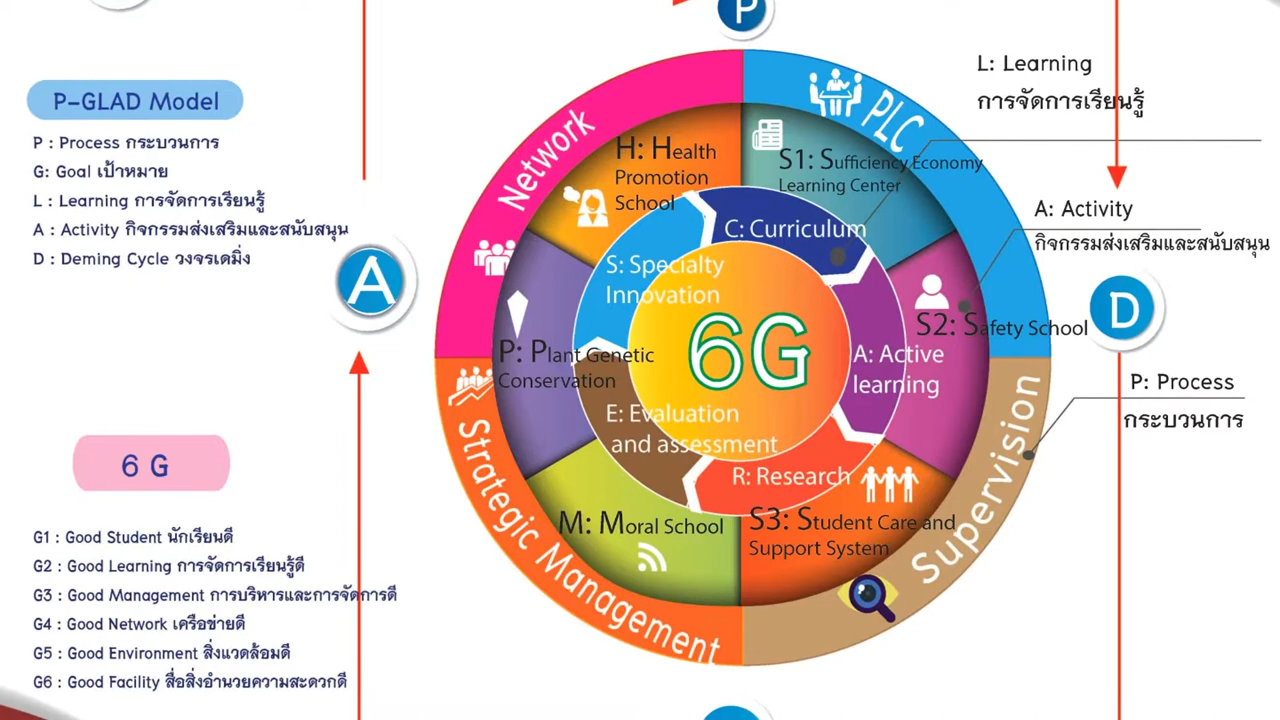 P
P-GLAD Model
P : Process กระบวนการ
G: Goal เป้าหมาย
L : Learning การจัดการเรียนรู้
A : Activity กิจกรรมส่งเสริมและสนับสนุน
D : Deming Cycle วงจรเดมิ่ง
A
6 G
G1 : Good Student นักเรียนดี
G2 : Good Learning การจัดการเรียนรู้ดี
G3 : Good Management การบริหารและการจัดการดี
G4 : Good Network เครือข่ายดี
G5 : Good Environment สิ่งแวดล้อมดี
G6 : Good Facility สื่อสิ่งอำนวยความสะดวกดี
Network
PLC
Supervision
Strategic Management
H: Health
Promotion
School
S1: Sufficiency Economy
Learning Center
S2: Safety School
S3: Student Care and
Support System
M: Moral School
P: Plant Genetic
Conservation
C: Curriculum
A: Active
learning
R: Research
E: Evaluation
and assessment
S: Specialty
Innovation
6G
L: Learning
การจัดการเรียนรู้
A: Activity
กิจกรรมส่งเสริมและสนับสนุน
D
P: Process
กระบวนการ